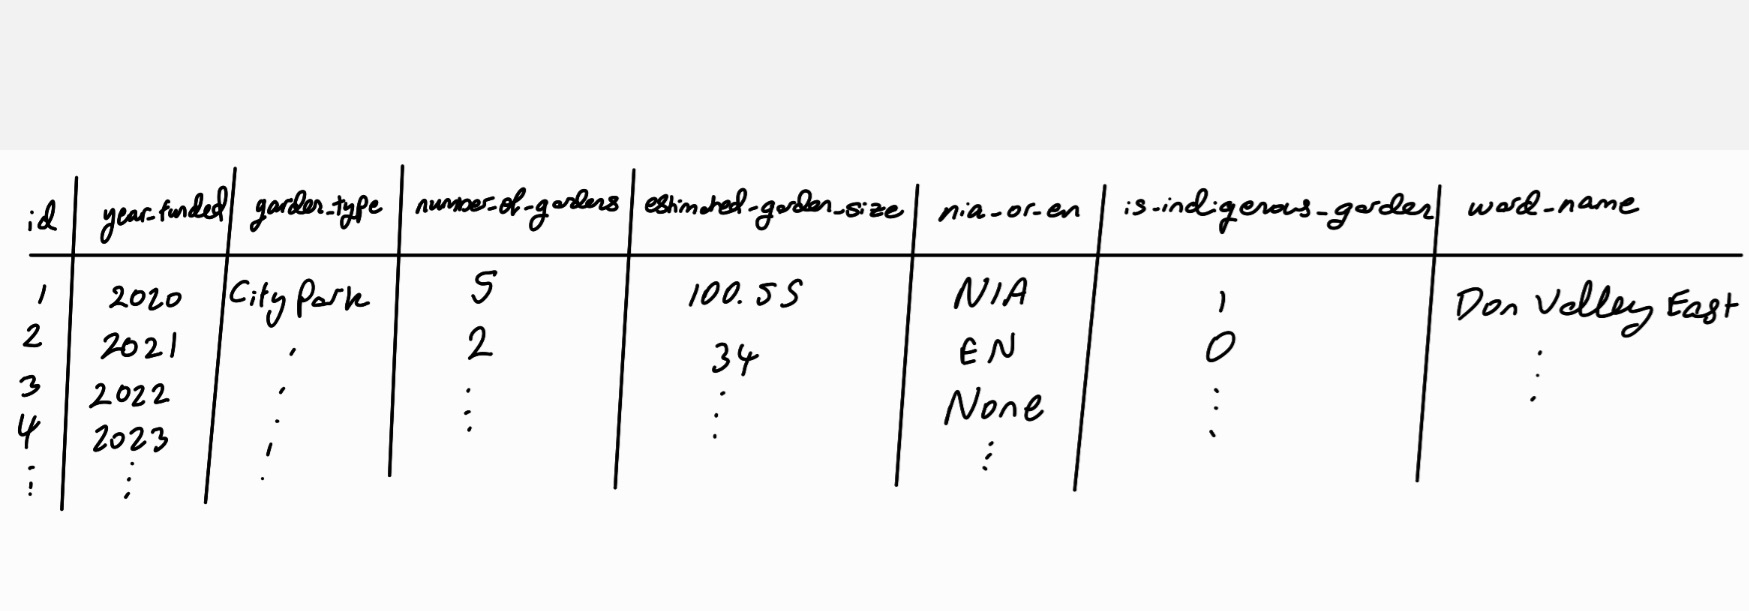 id year_funded garden_type number_of_gardens estimated_garden_size nia_or_en is_indigenous_garden ward_name
1 2020 City Park 5 100.55 NIA 1 Don Valley East
2 2021 2 34 EN 0
3 2022 None
4 2023